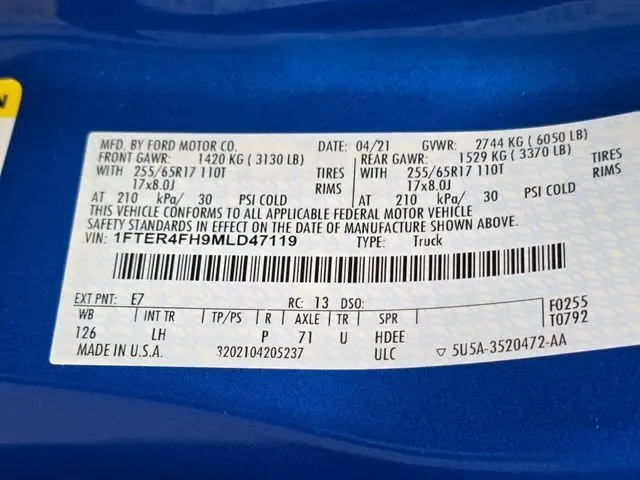 N
MFD. BY FORD MOTOR CO. DATE: 04/21 GVWR: 2744 KG ( 6050 LB)
FRONT GAWR: 1420 KG ( 3130 LB) REAR GAWR: 1529 KG ( 3370 LB)
WITH 255/65R17 110T TIRES WITH 255/65R17 110T TIRES
17x8.0J RIMS 17x8.0J RIMS
AT 210 kPa/ 30 PSI COLD AT 210 kPa/ 30 PSI COLD
THIS VEHICLE CONFORMS TO ALL APPLICABLE FEDERAL MOTOR VEHICLE
SAFETY STANDARDS IN EFFECT ON THE DATE OF MANUFACTURE SHOWN ABOVE.
VIN: 1FTER4FH9MLD47119 TYPE: Truck
EXT PNT: E7 RC: 13 DSO: F0255
WB INT TR TP/PS R AXLE TR SPR T0792
126 LH P 71 U HDEE
MADE IN U.S.A. 3202104205237 ULC ▽ 5U5A-3520472-AA